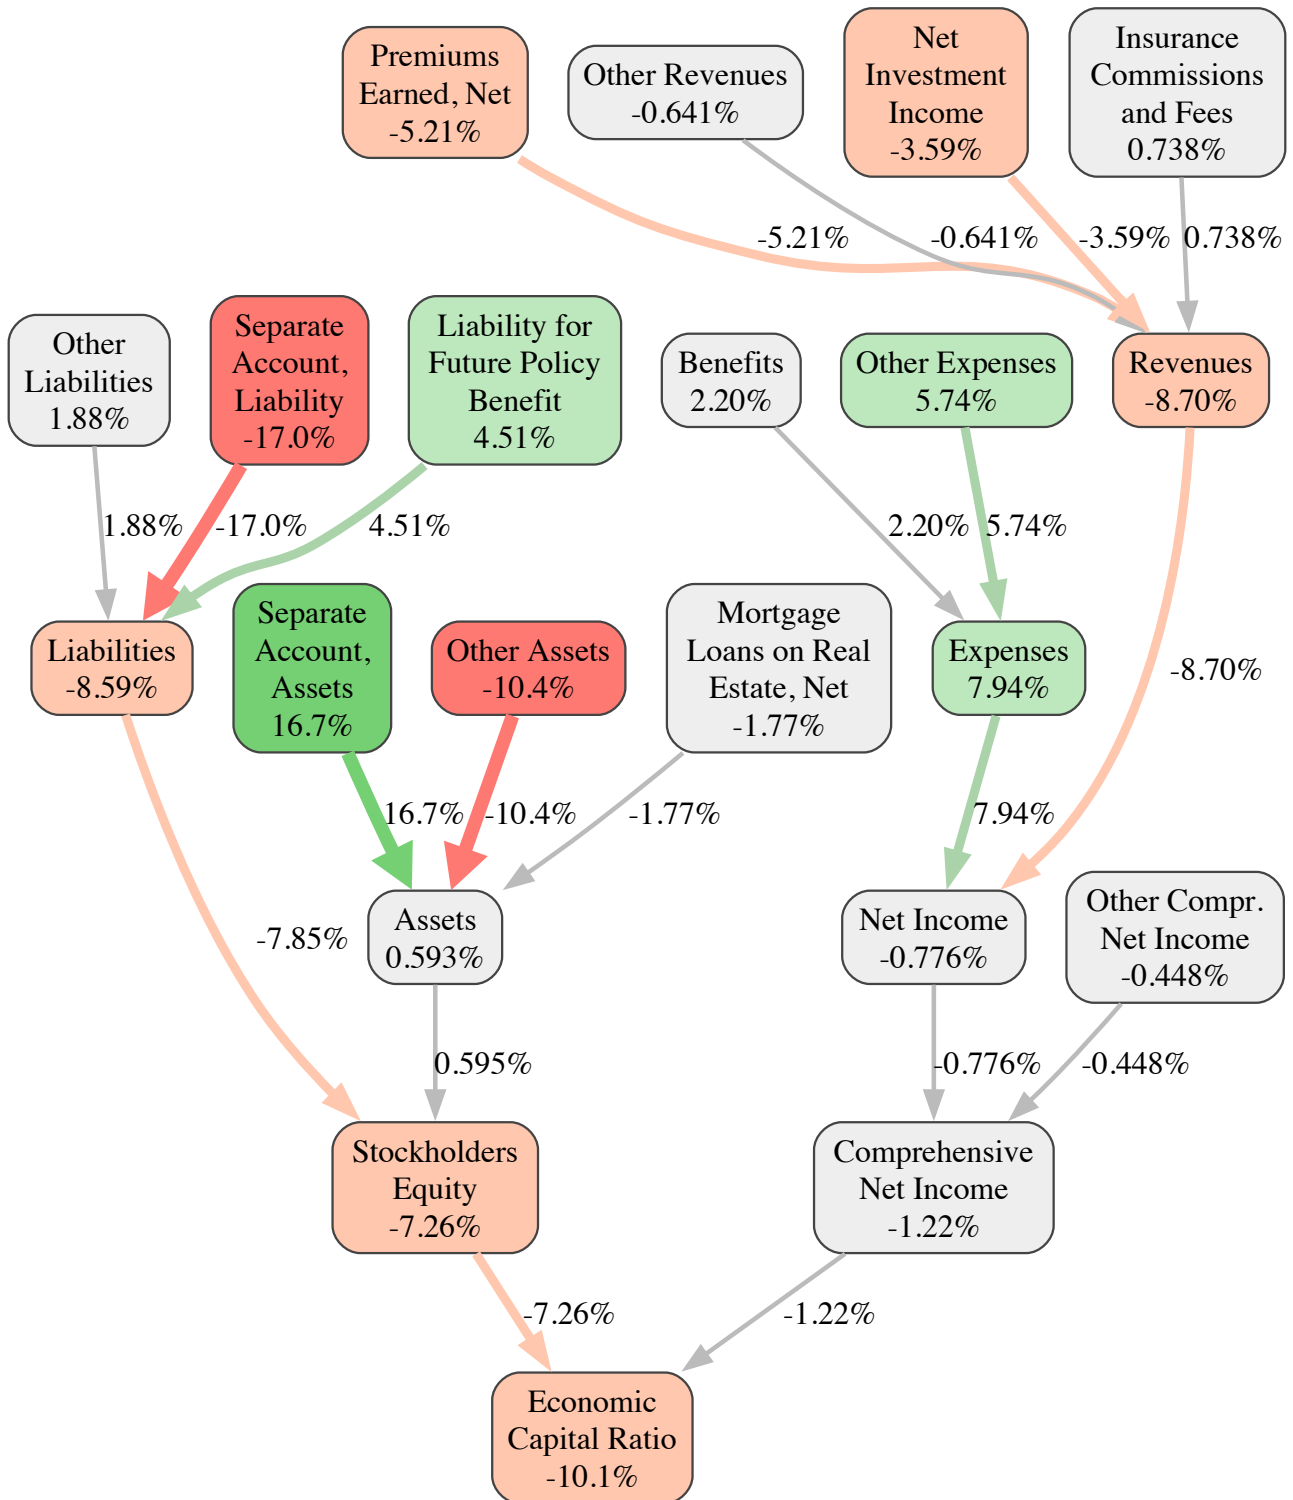 Premiums
Earned, Net
-5.21%
Other Revenues
-0.641%
Net
Investment
Income
-3.59%
Insurance
Commissions
and Fees
0.738%
-5.21%
-0.641%
-3.59%
0.738%
Other
Liabilities
1.88%
Separate
Account,
Liability
-17.0%
Liability for
Future Policy
Benefit
4.51%
Benefits
2.20%
Other Expenses
5.74%
Revenues
-8.70%
1.88%
-17.0%
4.51%
2.20%
5.74%
Liabilities
-8.59%
Separate
Account,
Assets
16.7%
Other Assets
-10.4%
Mortgage
Loans on Real
Estate, Net
-1.77%
Expenses
7.94%
-8.70%
16.7%
-10.4%
-1.77%
7.94%
-7.85%
Assets
0.593%
Net Income
-0.776%
Other Compr.
Net Income
-0.448%
0.595%
-0.776%
-0.448%
Stockholders
Equity
-7.26%
Comprehensive
Net Income
-1.22%
-7.26%
-1.22%
Economic
Capital Ratio
-10.1%